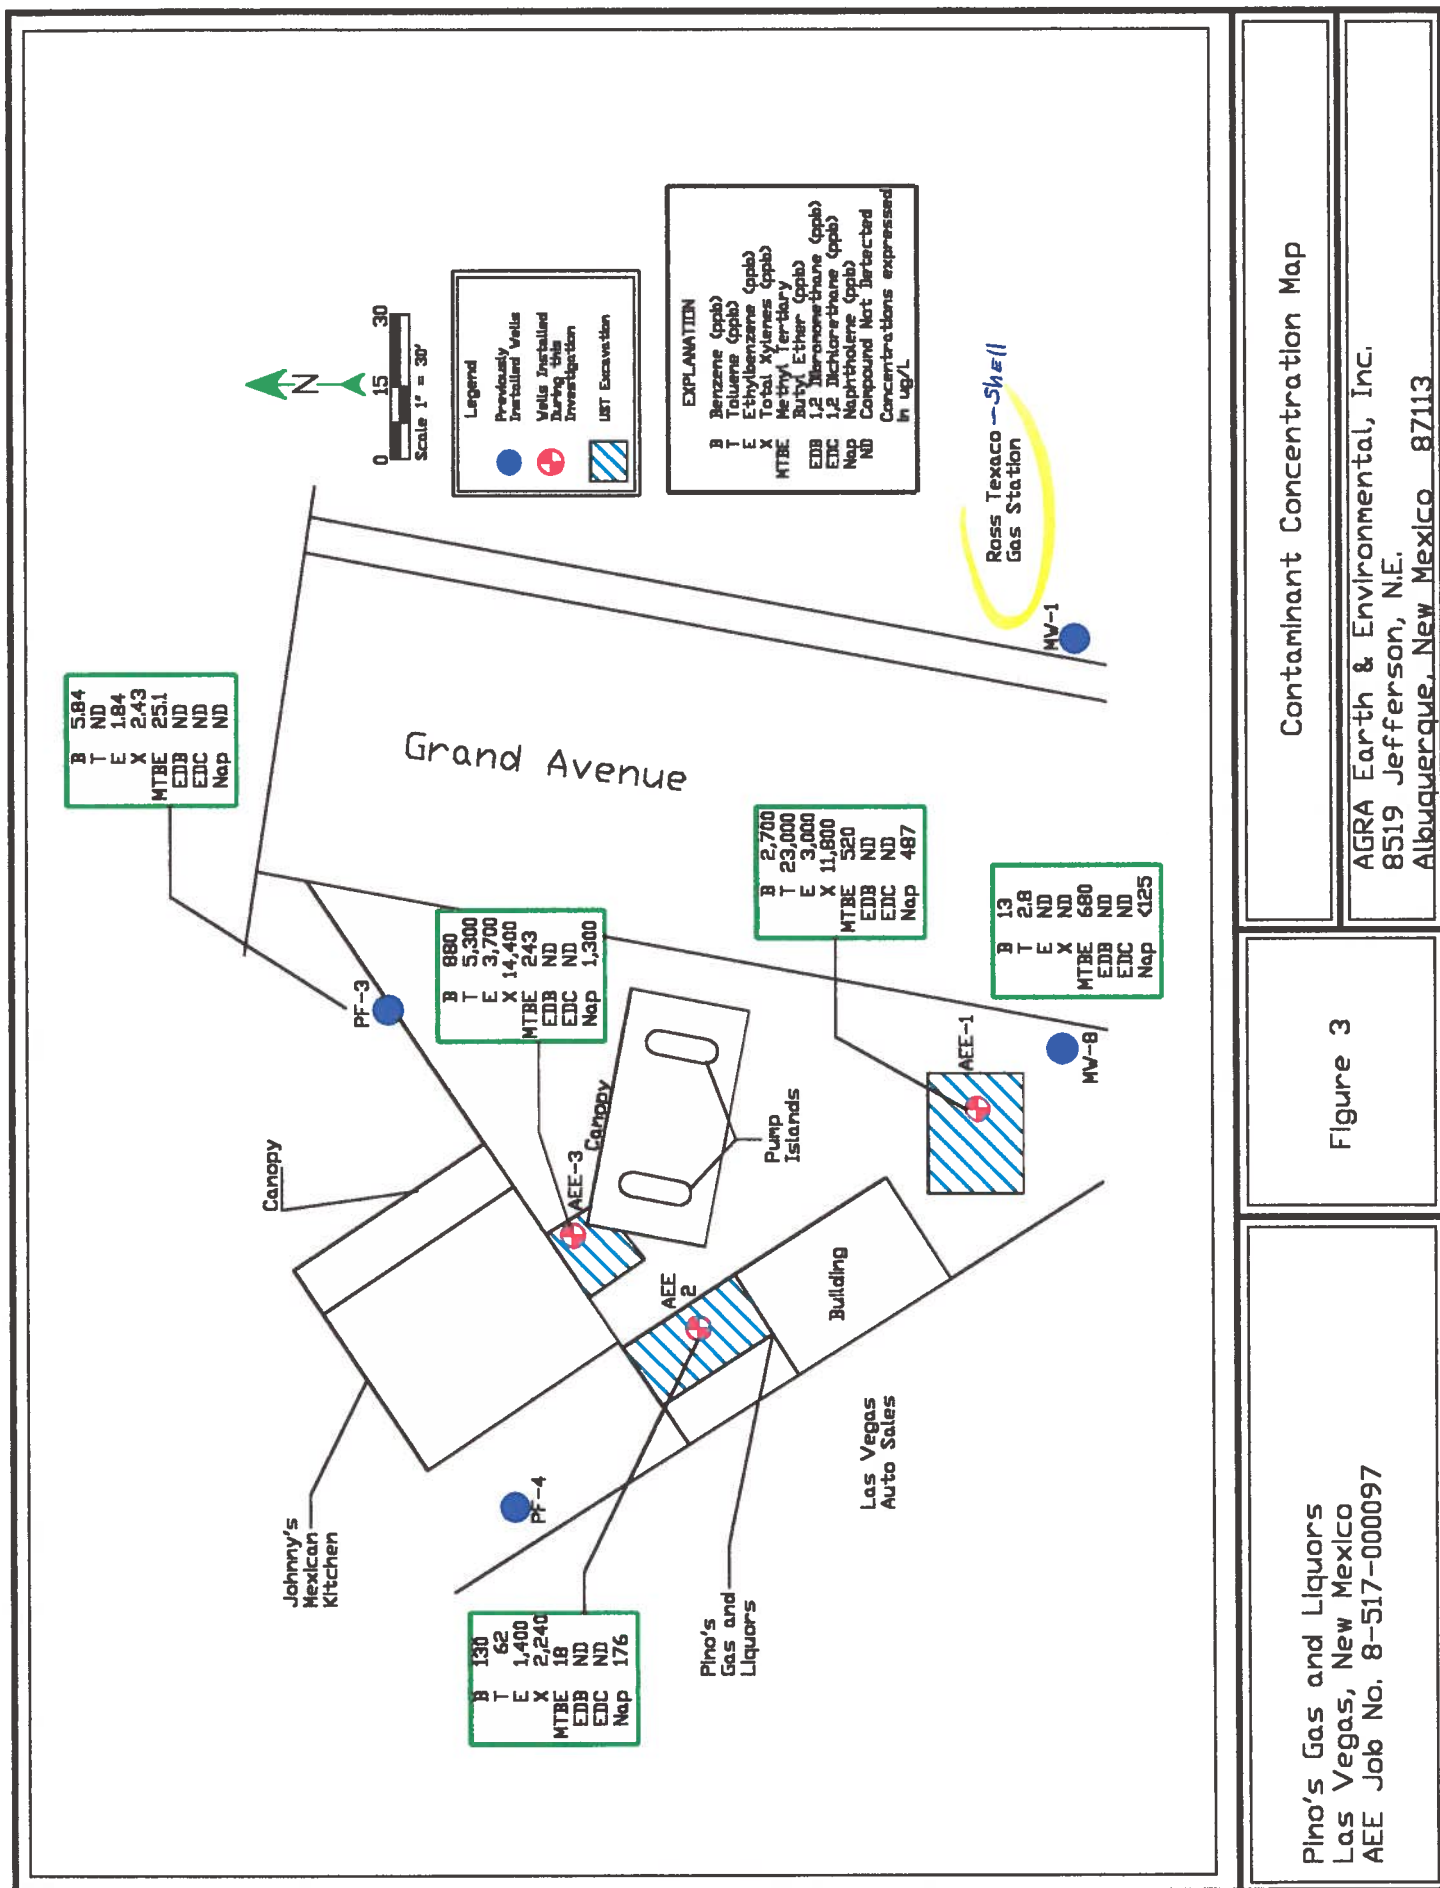 B 5.84
T ND
E 1.84
X 2.43
MTBE 25.1
EDB ND
EDC ND
Nap ND
N
0 15 30
Scale 1" = 30'
Legend
Previously
Installed Wells
Wells Installed
During this
Investigation
UST Excavation
EXPLANATION
B Benzene (ppb)
T Toluene (ppb)
E Ethylbenzene (ppb)
X Total Xylenes (ppb)
MTBE Methyl Tertiary
Butyl Ether (ppb)
EDB 1,2 Dibromomethane (ppb)
EDC 1,2 Dichlorethane (ppb)
Nap Naphtholene (ppb)
ND Compound Not Detected
Concentrations expressed
in ug/L
Ross Texaco - Shell
Gas Station
MW-1
Grand Avenue
PF-3
B 880
T 5,300
E 3,700
X 14,400
MTBE 243
EDB ND
EDC ND
Nap 1,300
B 2,700
T 23,000
E 3,000
X 11,800
MTBE 520
EDB ND
EDC ND
Nap 487
B 13
T 2.8
E ND
X ND
MTBE 680
EDB ND
EDC ND
Nap <125
Canopy
AEE-3
Canopy
Pump
Islands
AEE-1
MW-8
AEE
2
Building
Johnny's
Mexican
Kitchen
PF-4
Las Vegas
Auto Sales
B 130
T 62
E 1,400
X 2,240
MTBE 18
EDB ND
EDC ND
Nap 176
Pino's
Gas and
Liquors
Pino's Gas and Liquors
Las Vegas, New Mexico
AEE Job No. 8-517-000097
Figure 3
Contaminant Concentration Map
AGRA Earth & Environmental, Inc.
8519 Jefferson, N.E.
Albuquerque, New Mexico 87113